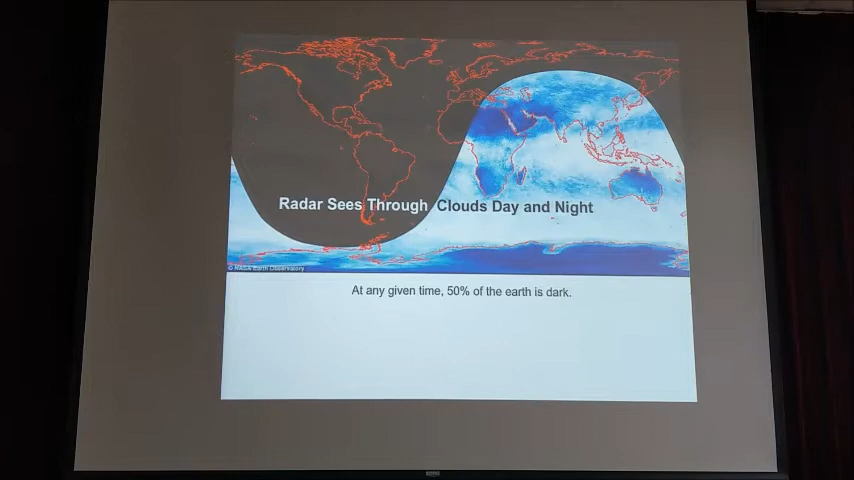 Radar Sees Through Clouds Day and Night
© NASA Earth Observatory
At any given time, 50% of the earth is dark.